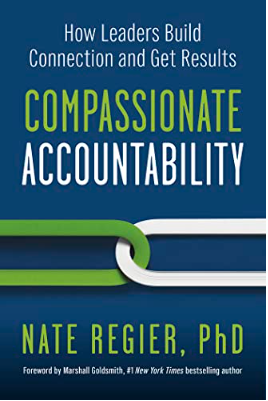 How Leaders Build
Connection and Get Results
COMPASSIONATE
ACCOUNTABILITY
NATE REGIER, PhD
Foreword by Marshall Goldsmith, #1 New York Times bestselling author